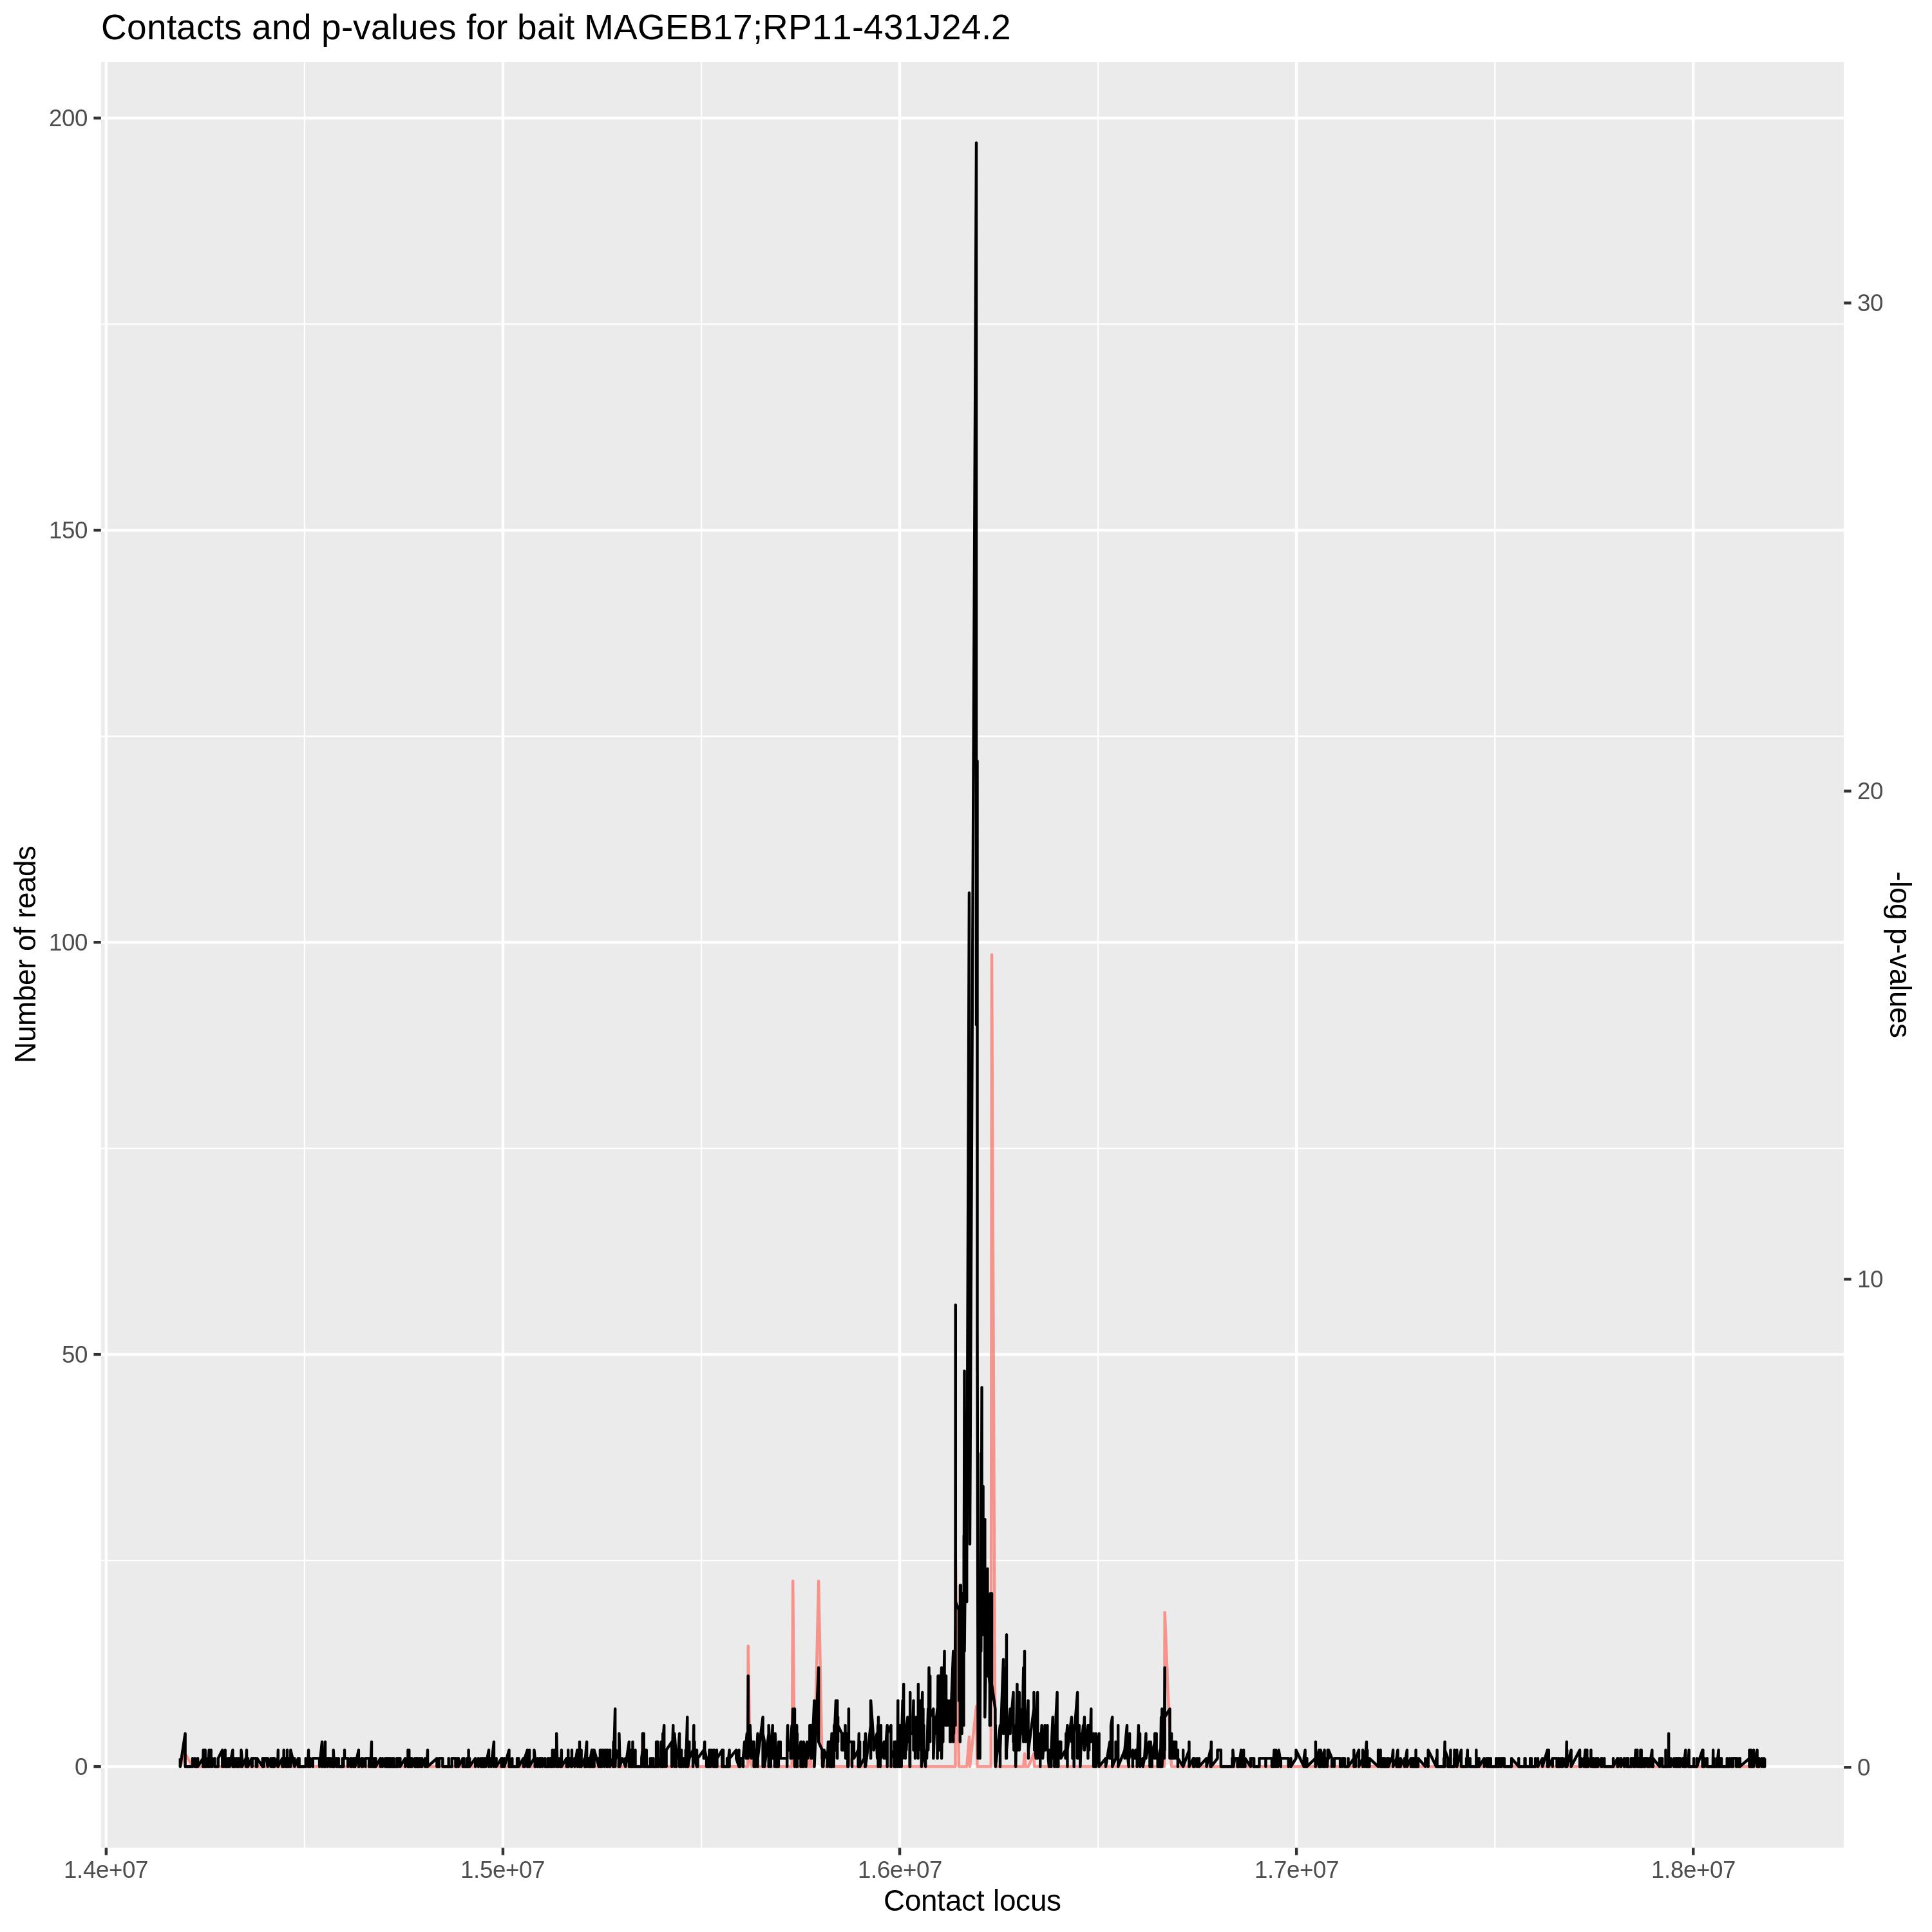 Contacts and p-values for bait MAGEB17;RP11-431J24.2
200
150
100
50
0
Number of reads
30
20
10
0
-log p-values
1.4e+07
1.5e+07
1.6e+07
1.7e+07
1.8e+07
Contact locus